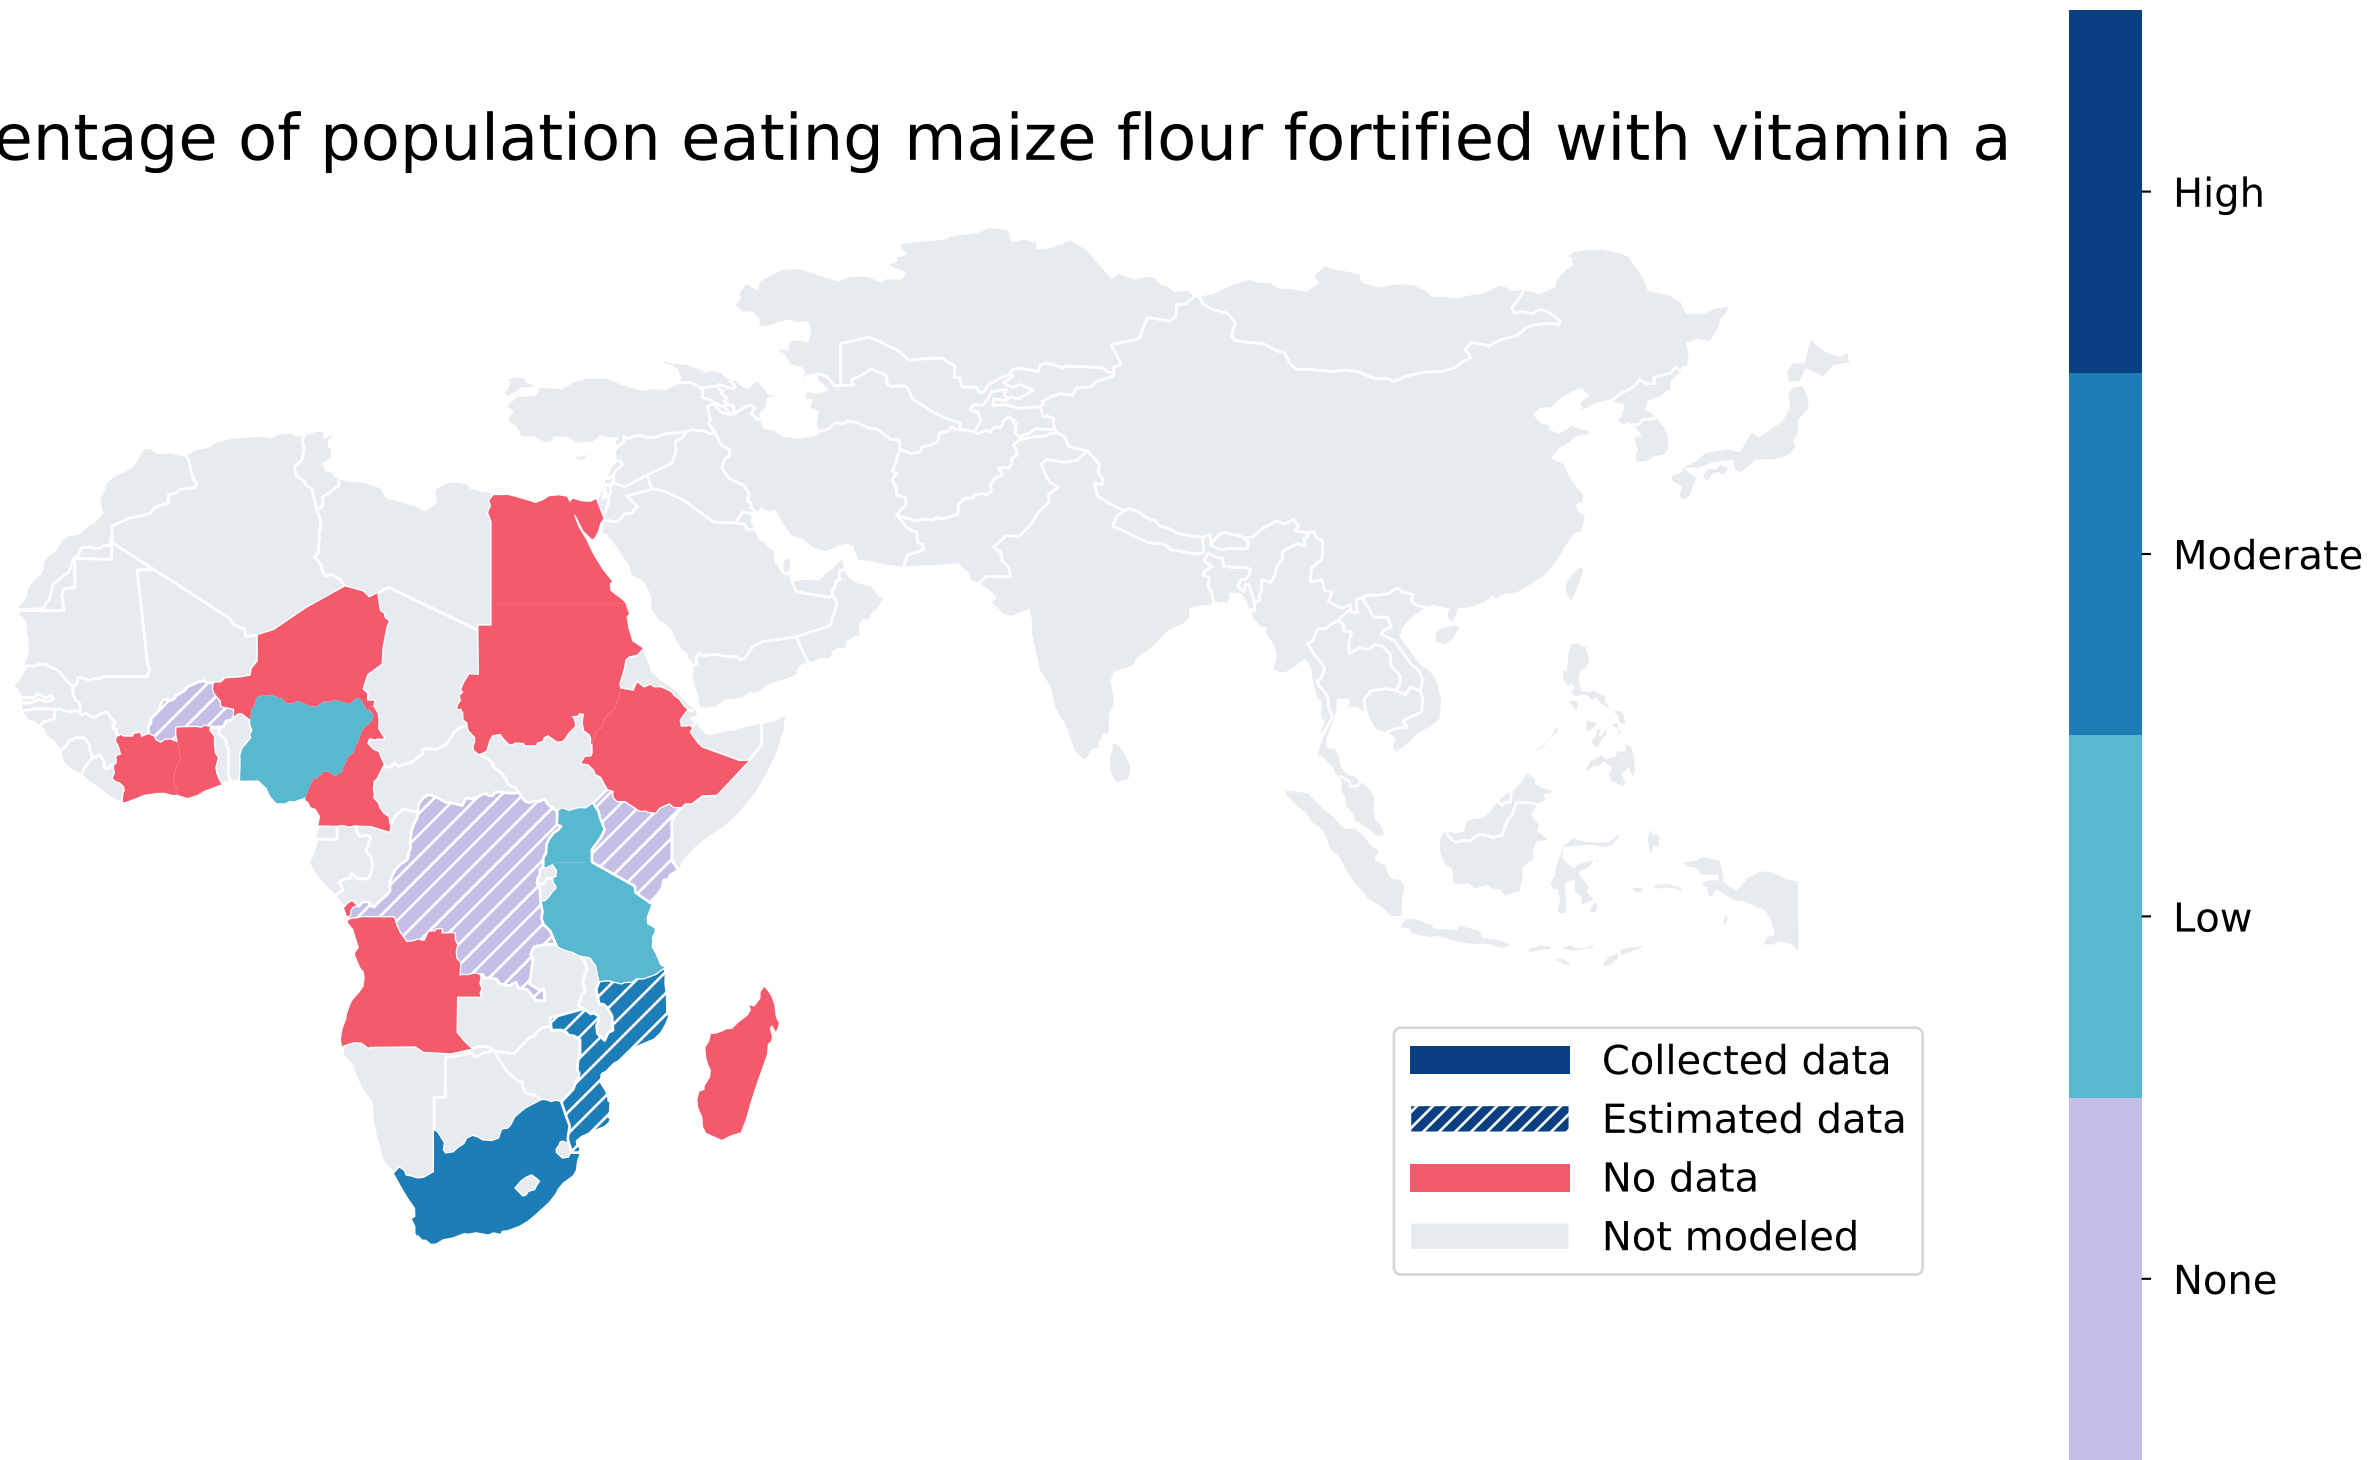 entage of population eating maize flour fortified with vitamin a
High
Moderate
Low
None
Collected data
Estimated data
No data
Not modeled